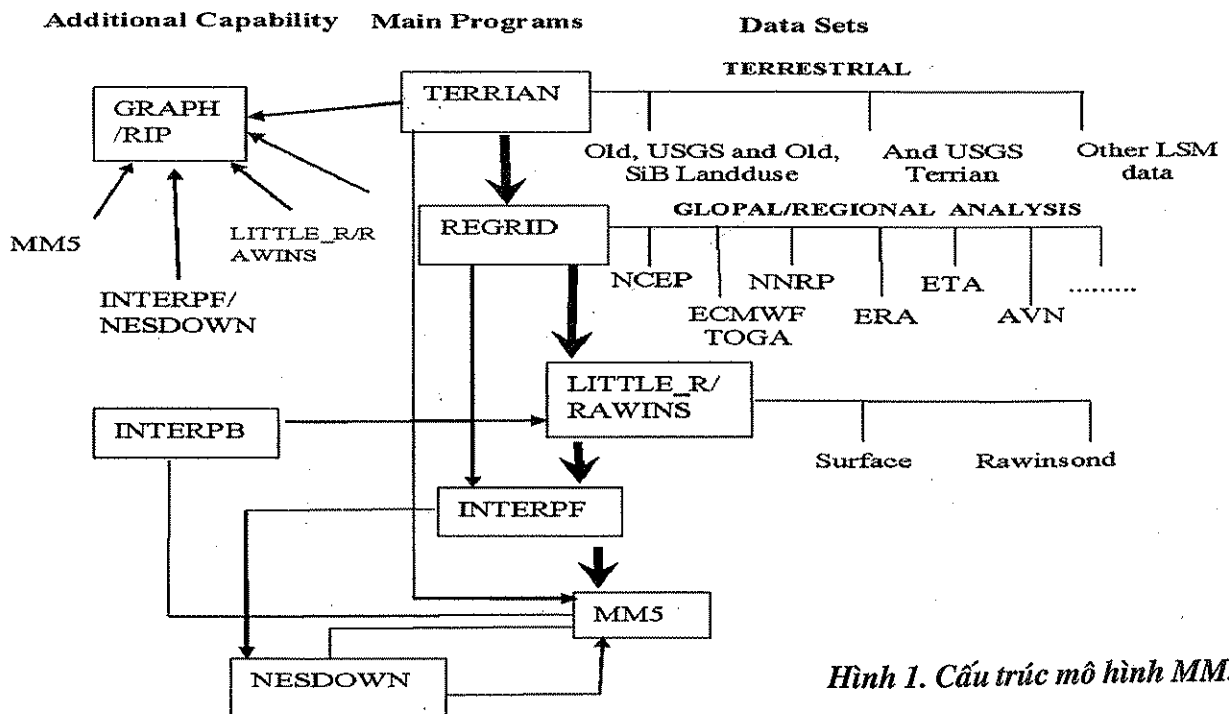 Additional Capability Main Programs Data Sets
TERRESTRIAL
TERRIAN
GRAPH
/RIP
Old, USGS and Old,
SiB Landduse
And USGS
Terrian
Other LSM
data
GLOPAL/REGIONAL ANALYSIS
REGRID
MM5
LITTLE_R/R
AWINS
INTERPF/
NESDOWN
NCEP
ECMWF
TOGA
NNRP
ERA
ETA
AVN
.........
LITTLE_R/
RAWINS
INTERPB
Surface
Rawinsond
INTERPF
MM5
NESDOWN
Hình 1. Cấu trúc mô hình MM